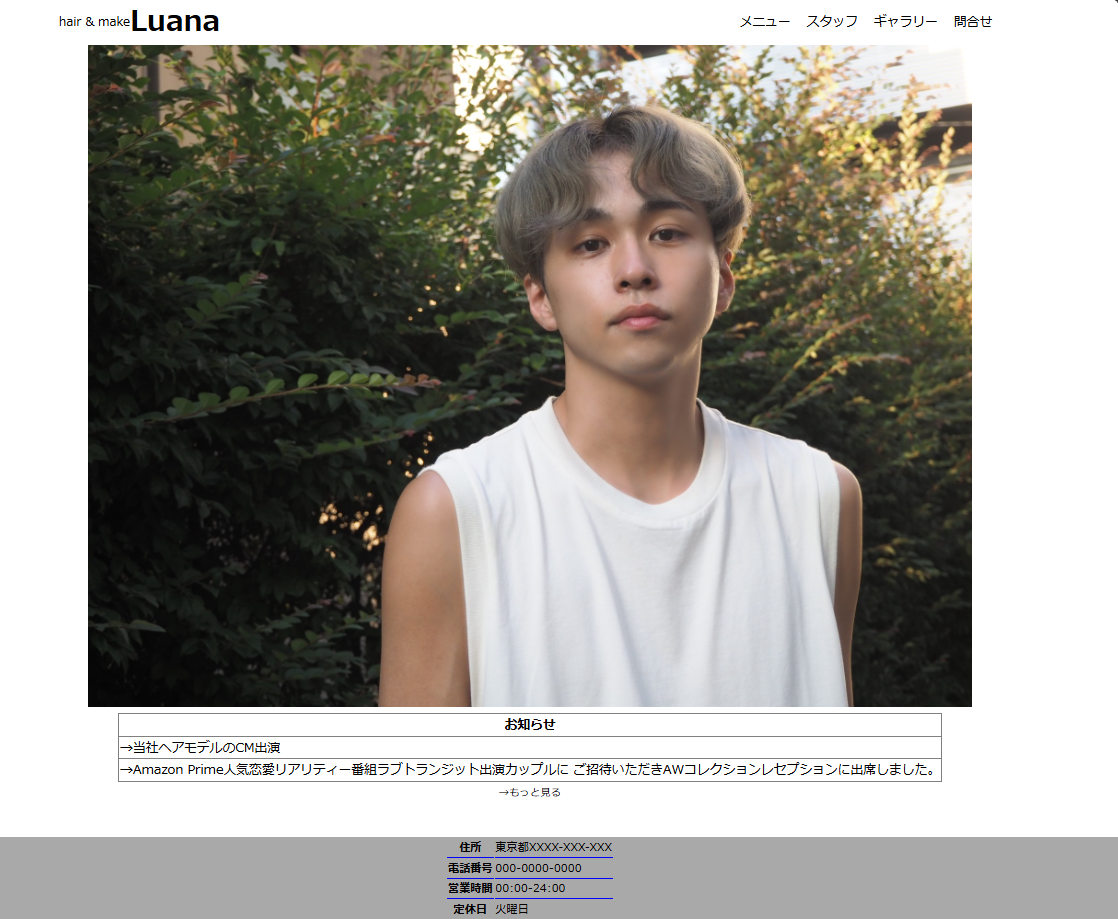 hair & makeLuana
メニュー スタッフ ギャラリー 問合せ
お知らせ
→当社ヘアモデルのCM出演
→Amazon Prime人気恋愛リアリティー番組ラブトランジット出演カップルに ご招待いただきAWコレクションレセプションに出席しました。
→もっと見る
住所 東京都XXXX-XXX-XXX
電話番号 000-0000-0000
営業時間 00:00-24:00
定休日 火曜日